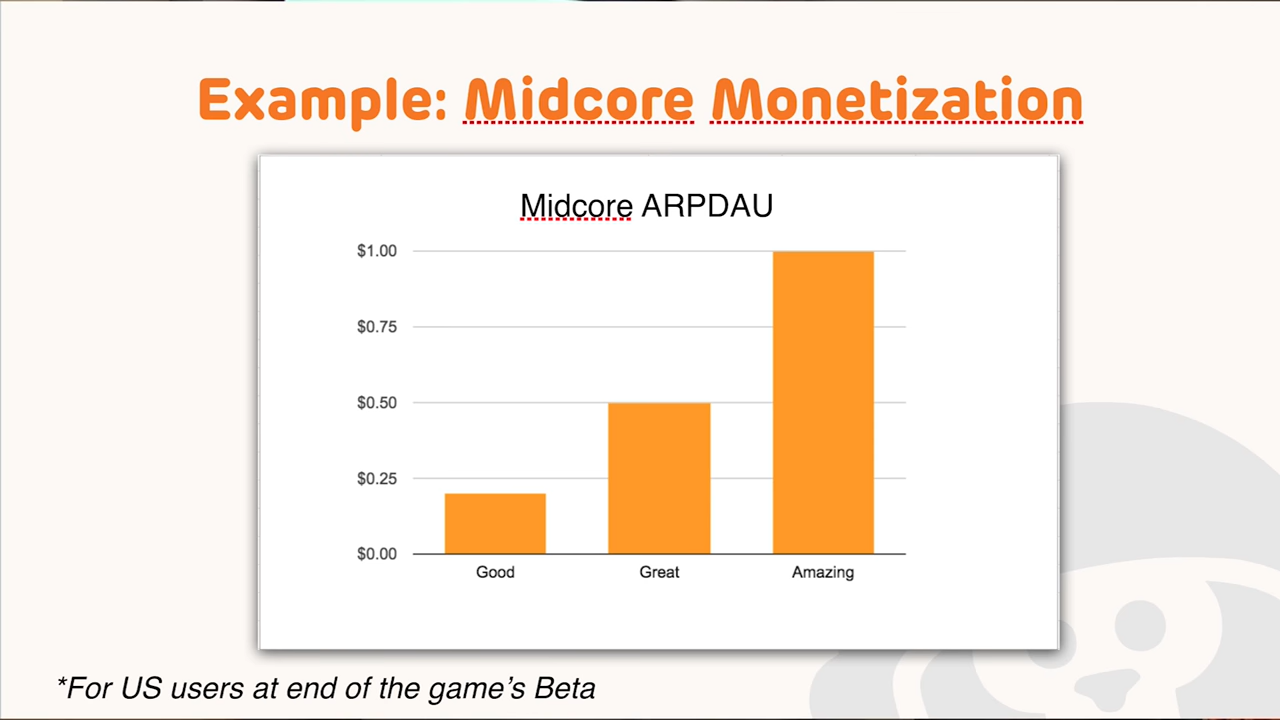 Example: Midcore Monetization
Midcore ARPDAU
$1.00
$0.75
$0.50
$0.25
$0.00
Good Great Amazing
*For US users at end of the game's Beta